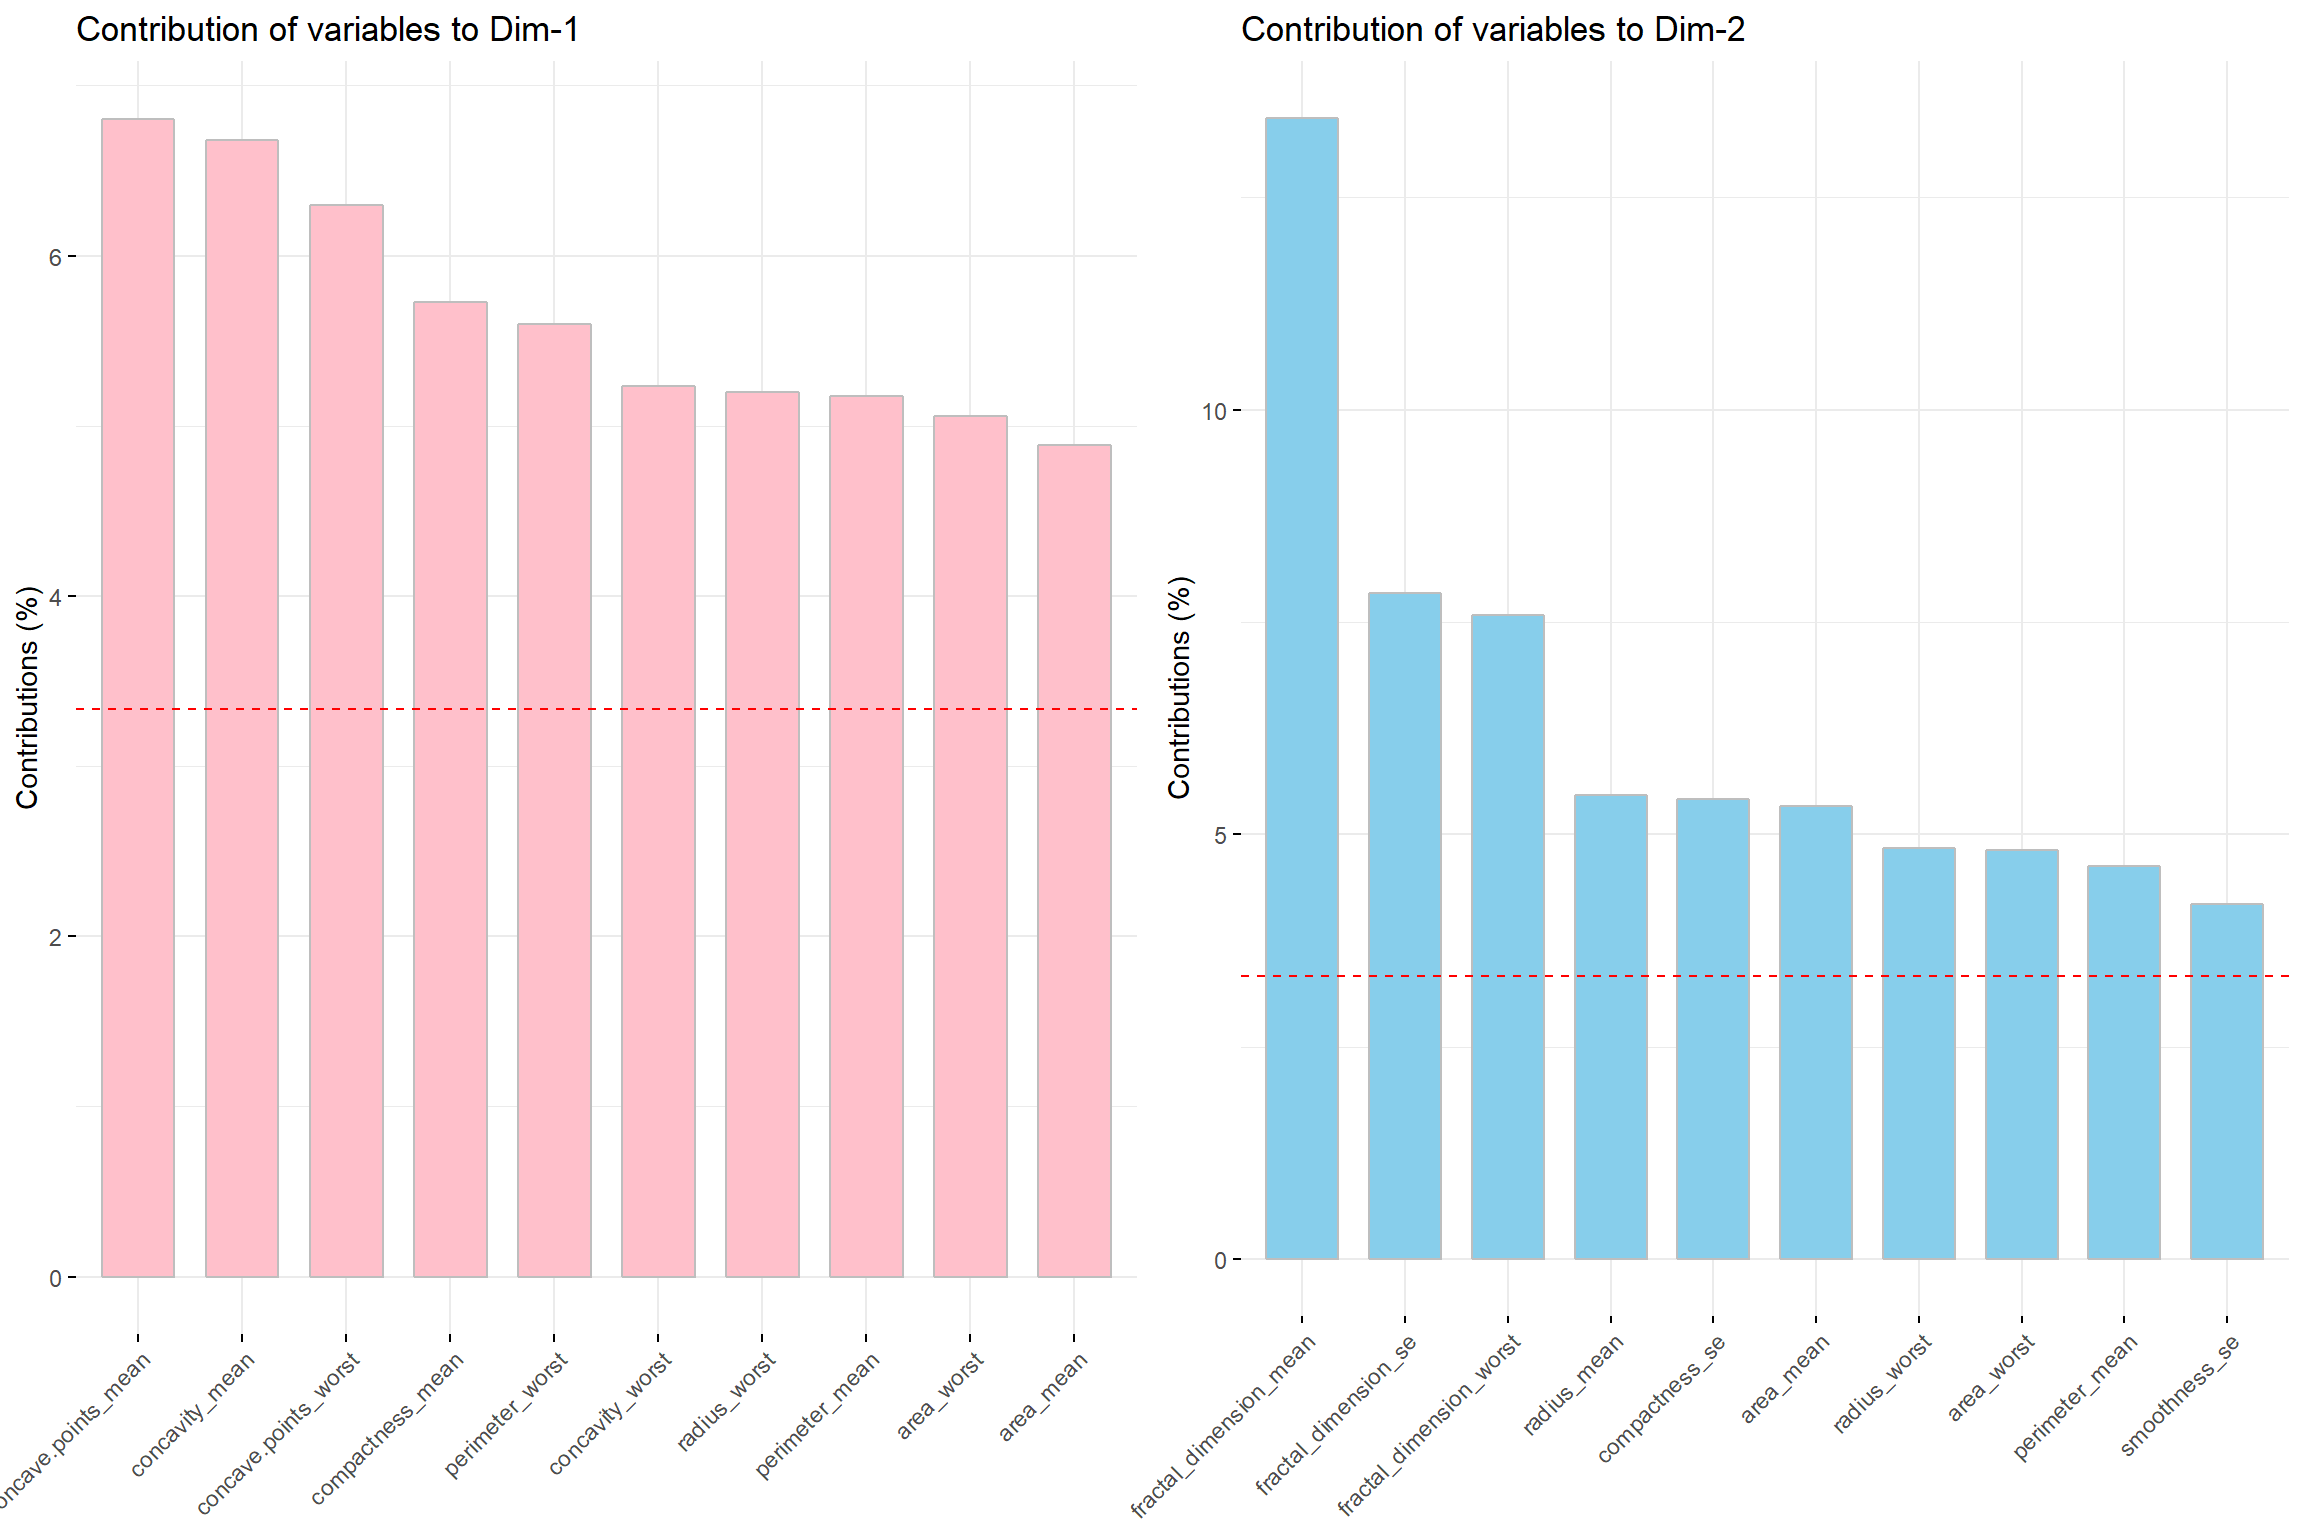 Contribution of variables to Dim-1
Contributions (%)
6
4
2
0
oncave.points_mean
concavity_mean
concave.points_worst
compactness_mean
perimeter_worst
concavity_worst
radius_worst
perimeter_mean
area_worst
area_mean
Contribution of variables to Dim-2
Contributions (%)
10
5
0
fractal_dimension_mean
fractal_dimension_se
fractal_dimension_worst
radius_mean
compactness_se
area_mean
radius_worst
area_worst
perimeter_mean
smoothness_se